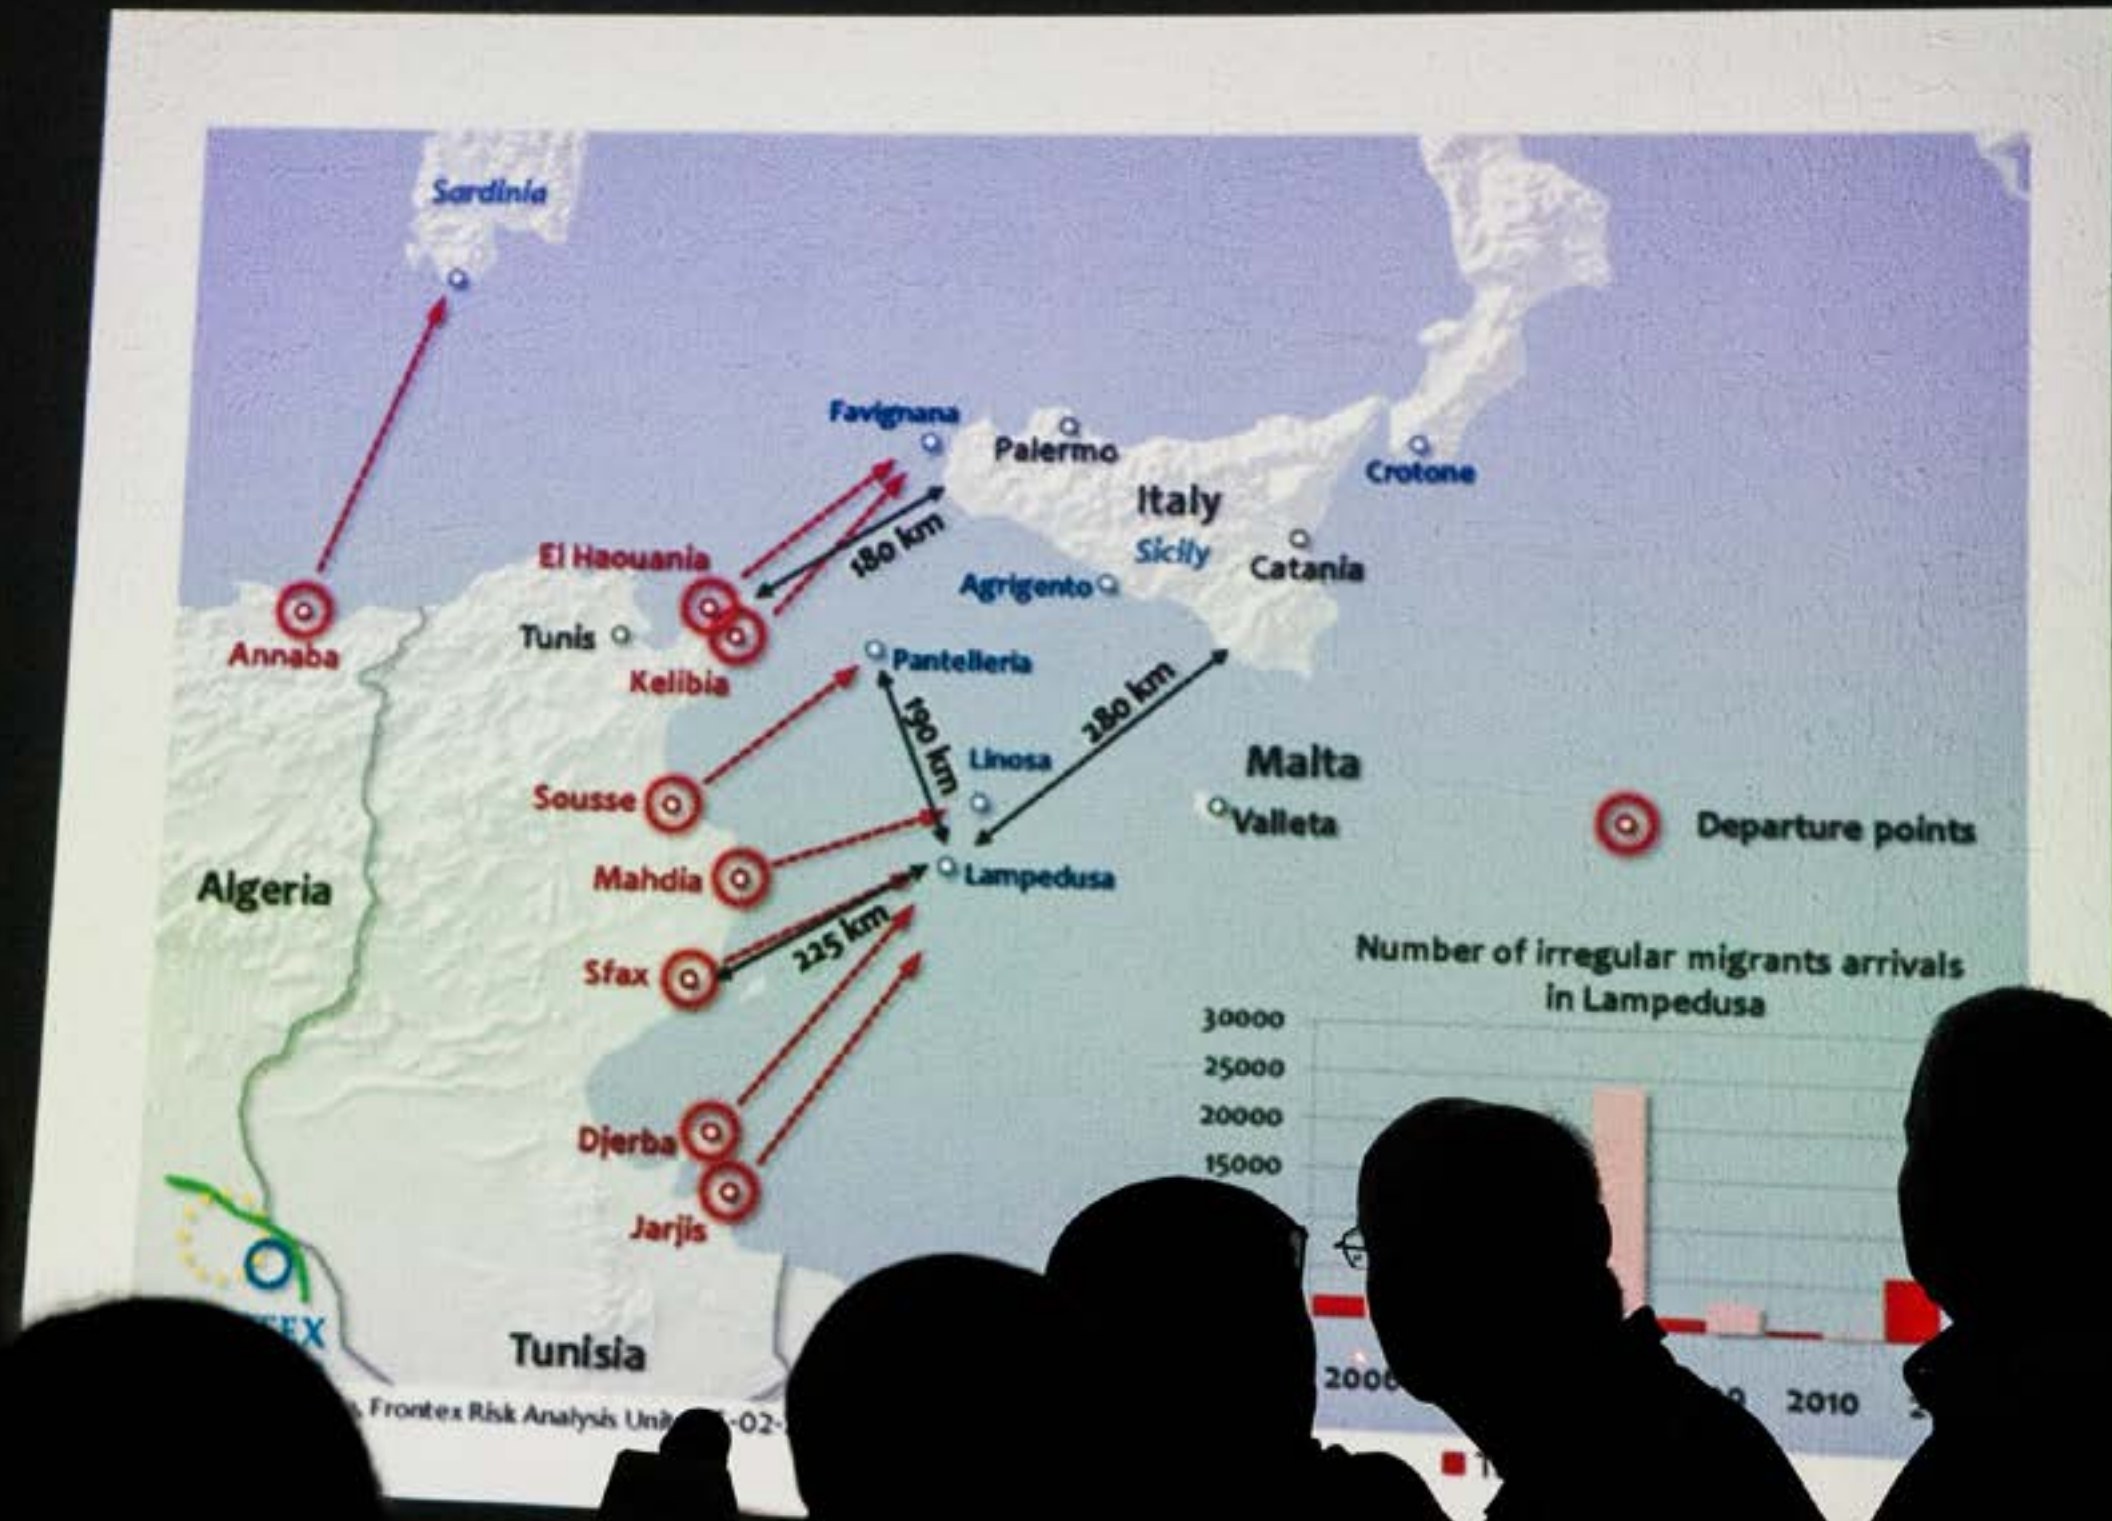 Sardinia
Favignana
Palermo
Crotone
Italy
Sicily
180 km
El Haouania
Catania
Agrigento
Annaba
Tunis
Pantelleria
Kelibia
190 km
280 km
Linosa
Malta
Sousse
Valleta
Departure points
Mahdia
Lampedusa
Algeria
225 km
Sfax
Number of irregular migrants arrivals
in Lampedusa
30000
25000
20000
15000
Djerba
Jarjis
Tunisia
2010
Frontex Risk Analysis Unit